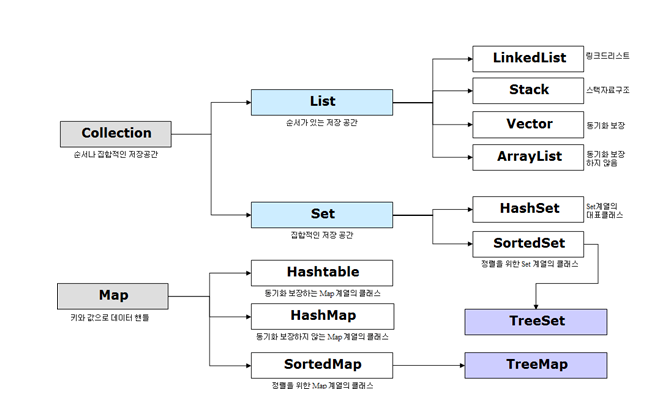 LinkedList
링크드리스트
List
순서가 있는 저장 공간
Stack
스택자료구조
Collection
순서나 집합적인 저장공간
Vector
동기화 보장
ArrayList
동기화 보장
하지 않음
Set
집합적인 저장 공간
HashSet
Set계열의
대표클래스
SortedSet
정렬을 위한 Set 계열의 클래스
Map
키와 값으로 데이터 핸들
Hashtable
동기화 보장하는 Map 계열의 클래스
HashMap
동기화 보장하지 않는 Map 계열의 클래스
TreeSet
SortedMap
정렬을 위한 Map 계열의 클래스
TreeMap